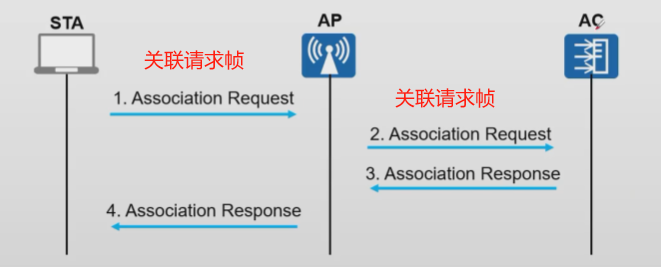 STA
AP
AC
关联请求帧
1. Association Request
关联请求帧
2. Association Request
3. Association Response
4. Association Response